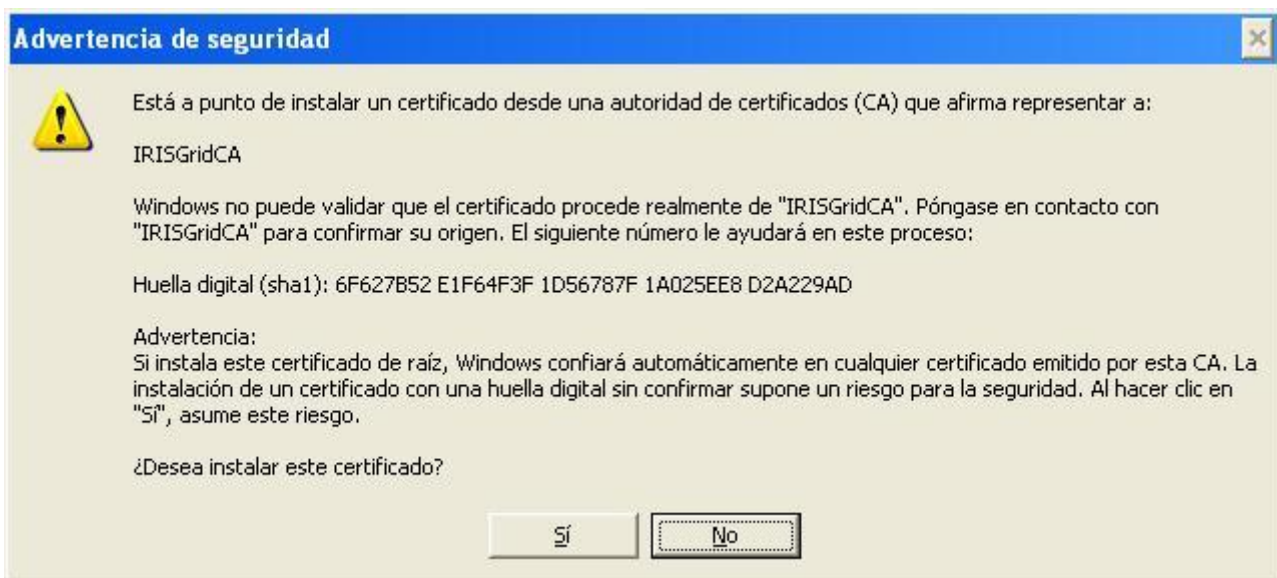 Advertencia de seguridad
Está a punto de instalar un certificado desde una autoridad de certificados (CA) que afirma representar a:
IRISGridCA
Windows no puede validar que el certificado procede realmente de "IRISGridCA". Póngase en contacto con
"IRISGridCA" para confirmar su origen. El siguiente número le ayudará en este proceso:
Huella digital (sha1): 6F627B52 E1F64F3F 1D56787F 1A025EE8 D2A229AD
Advertencia:
Si instala este certificado de raíz, Windows confiará automáticamente en cualquier certificado emitido por esta CA. La
instalación de un certificado con una huella digital sin confirmar supone un riesgo para la seguridad. Al hacer clic en
"Sí", asume este riesgo.
¿Desea instalar este certificado?
Sí No